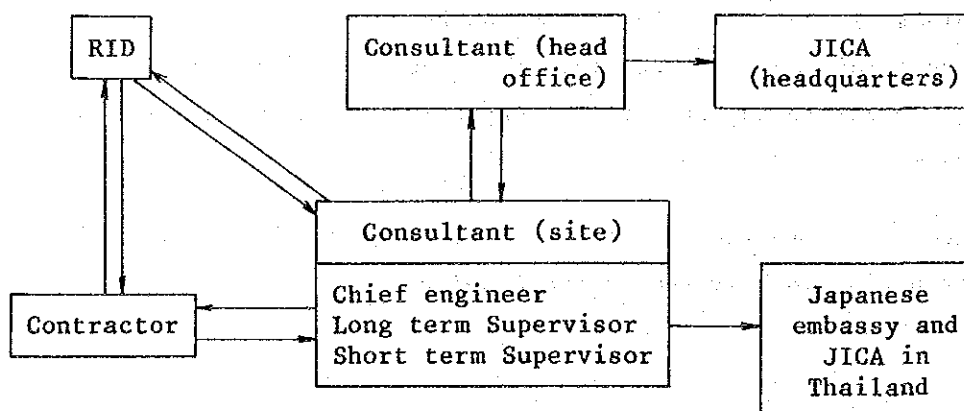 RID
Consultant (head
office)
JICA
(headquarters)
Consultant (site)
Chief engineer
Long term Supervisor
Short term Supervisor
Contractor
Japanese
embassy and
JICA in
Thailand